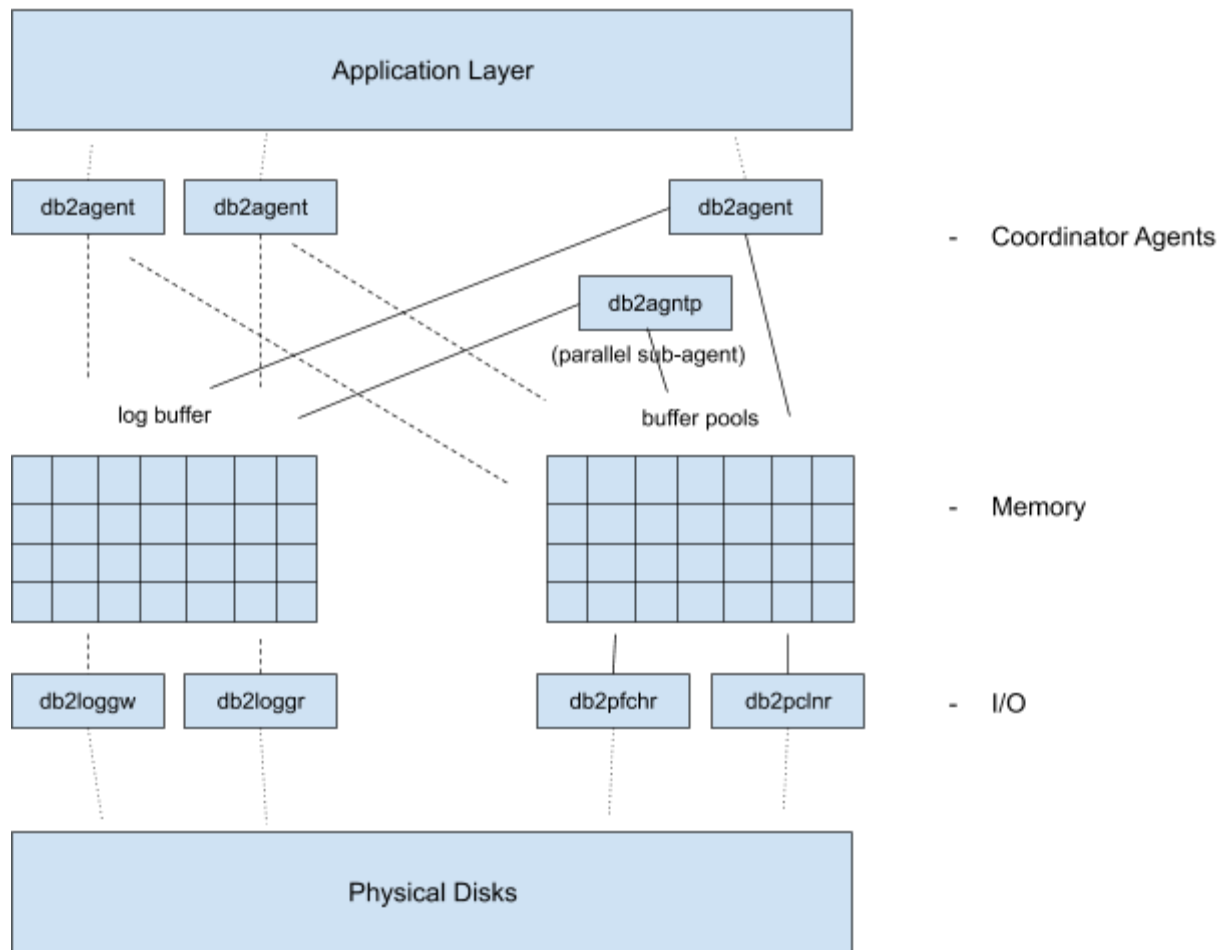 Application Layer
db2agent
db2agent
db2agent
- Coordinator Agents
db2agntp
(parallel sub-agent)
log buffer
buffer pools
- Memory
db2loggw
db2loggr
db2pfchr
db2pclnr
- I/O
Physical Disks